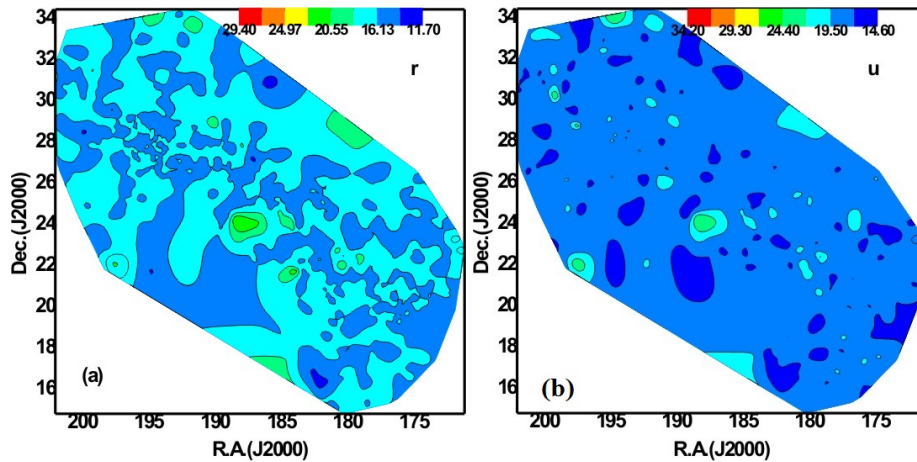 29.40 24.97 20.55 16.13 11.70
r
34
32
30
28
26
24
22
20
18
16
Dec.(J2000)
(a)
200 195 190 185 180 175
R.A.(J2000)
34.20 29.30 24.40 19.50 14.60
u
34
32
30
28
26
24
22
20
18
16
Dec.(J2000)
(b)
200 195 190 185 180 175
R.A.(J2000)